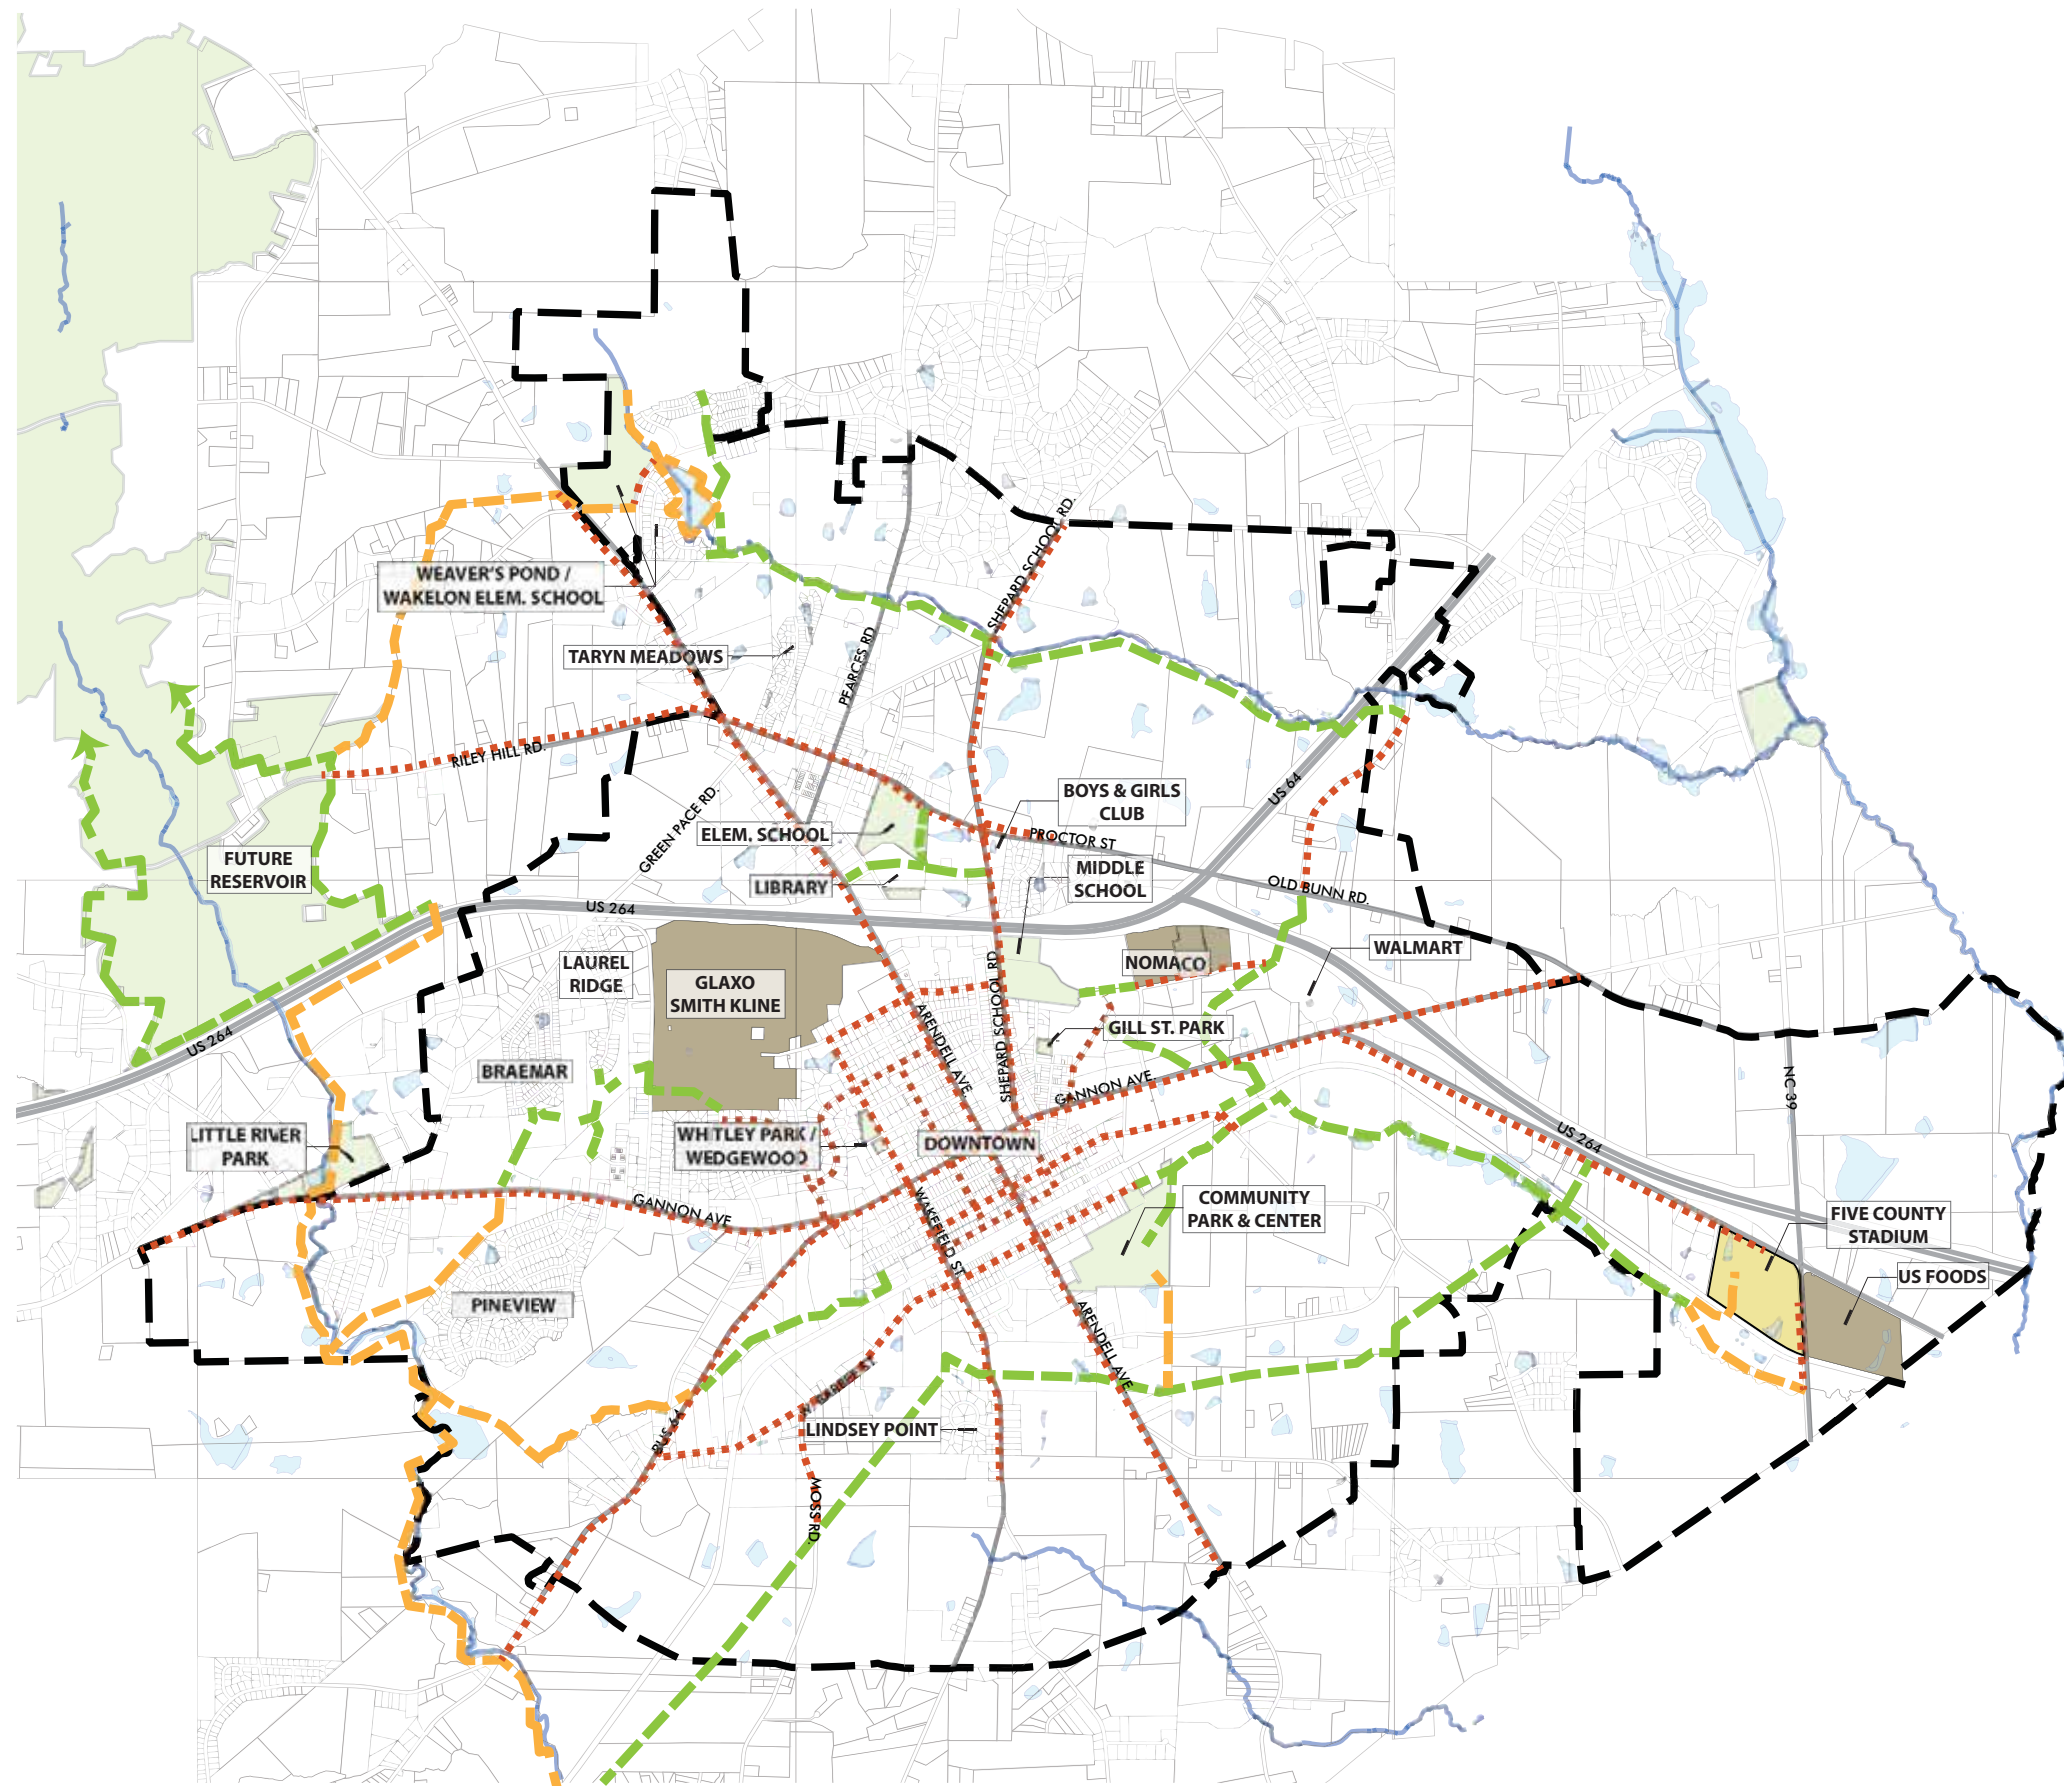 SHEPARD SCHOOL RD.
WEAVER'S POND /
WAKELON ELEM. SCHOOL
TARYN MEADOWS
PEARCES RD
RILEY HILL RD.
GREEN PACE RD.
US 64
BOYS & GIRLS
CLUB
ELEM. SCHOOL
PROCTOR ST
FUTURE
RESERVOIR
MIDDLE
SCHOOL
LIBRARY
OLD BUNN RD.
US 264
WALMART
LAUREL
RIDGE
GLAXO
SMITH KLINE
NOMACO
SHEPARD SCHOOL RD
ARENDELL AVE.
GILL ST. PARK
US 264
BRAEMAR
GANNON AVE.
NC 39
LITTLE RIVER
PARK
WHITLEY PARK /
WEDGEWOOD
DOWNTOWN
US 264
GANNON AVE
WAKEFIELD ST.
COMMUNITY
PARK & CENTER
FIVE COUNTY
STADIUM
US FOODS
PINEVIEW
ARENDELL AVE
BUS 64
LINDSEY POINT
MOSS RD.